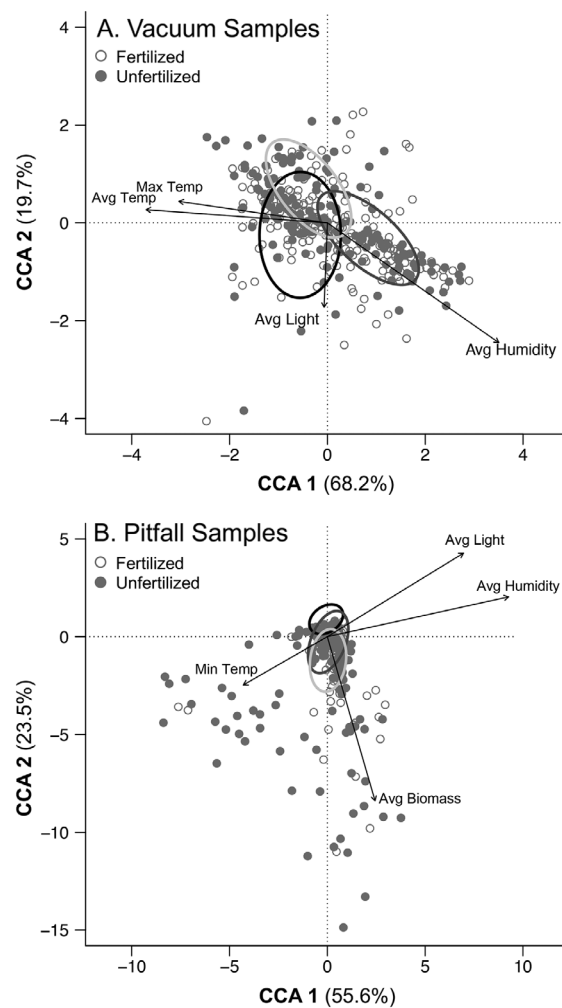 A. Vacuum Samples
Fertilized
Unfertilized
4
2
0
−2
−4
CCA 2 (19.7%)
Max Temp
Avg Temp
Avg Light
Avg Humidity
−4 −2 0 2 4
CCA 1 (68.2%)
B. Pitfall Samples
Fertilized
Unfertilized
5
0
−5
−10
−15
CCA 2 (23.5%)
Avg Light
Avg Humidity
Min Temp
Avg Biomass
−10 −5 0 5 10
CCA 1 (55.6%)